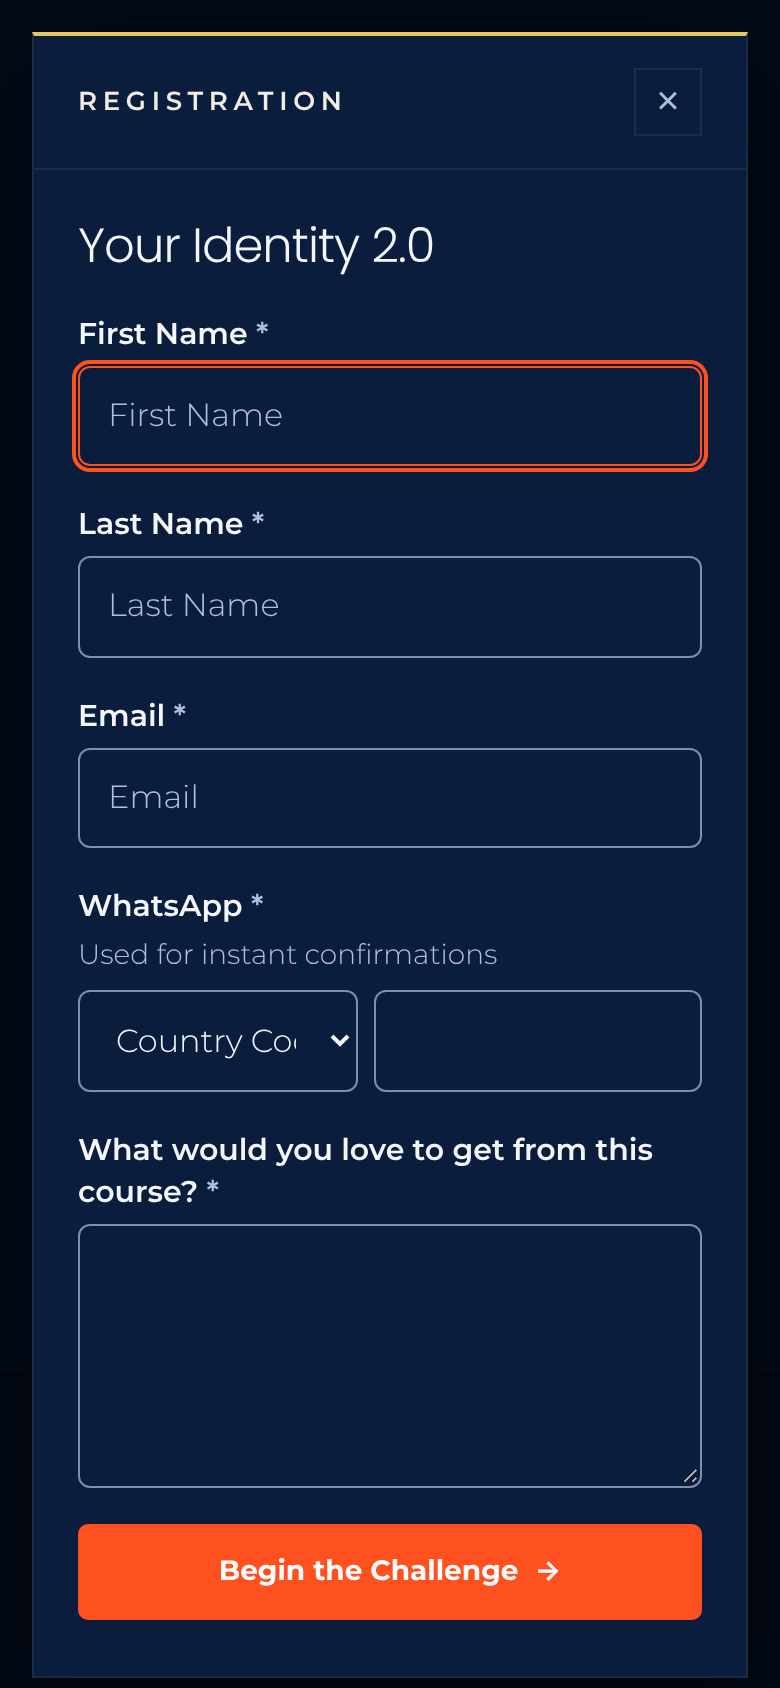 REGISTRATION
Your Identity 2.0
First Name *
First Name
Last Name *
Last Name
Email *
Email
WhatsApp *
Used for instant confirmations
Country Co
What would you love to get from this
course? *
Begin the Challenge →